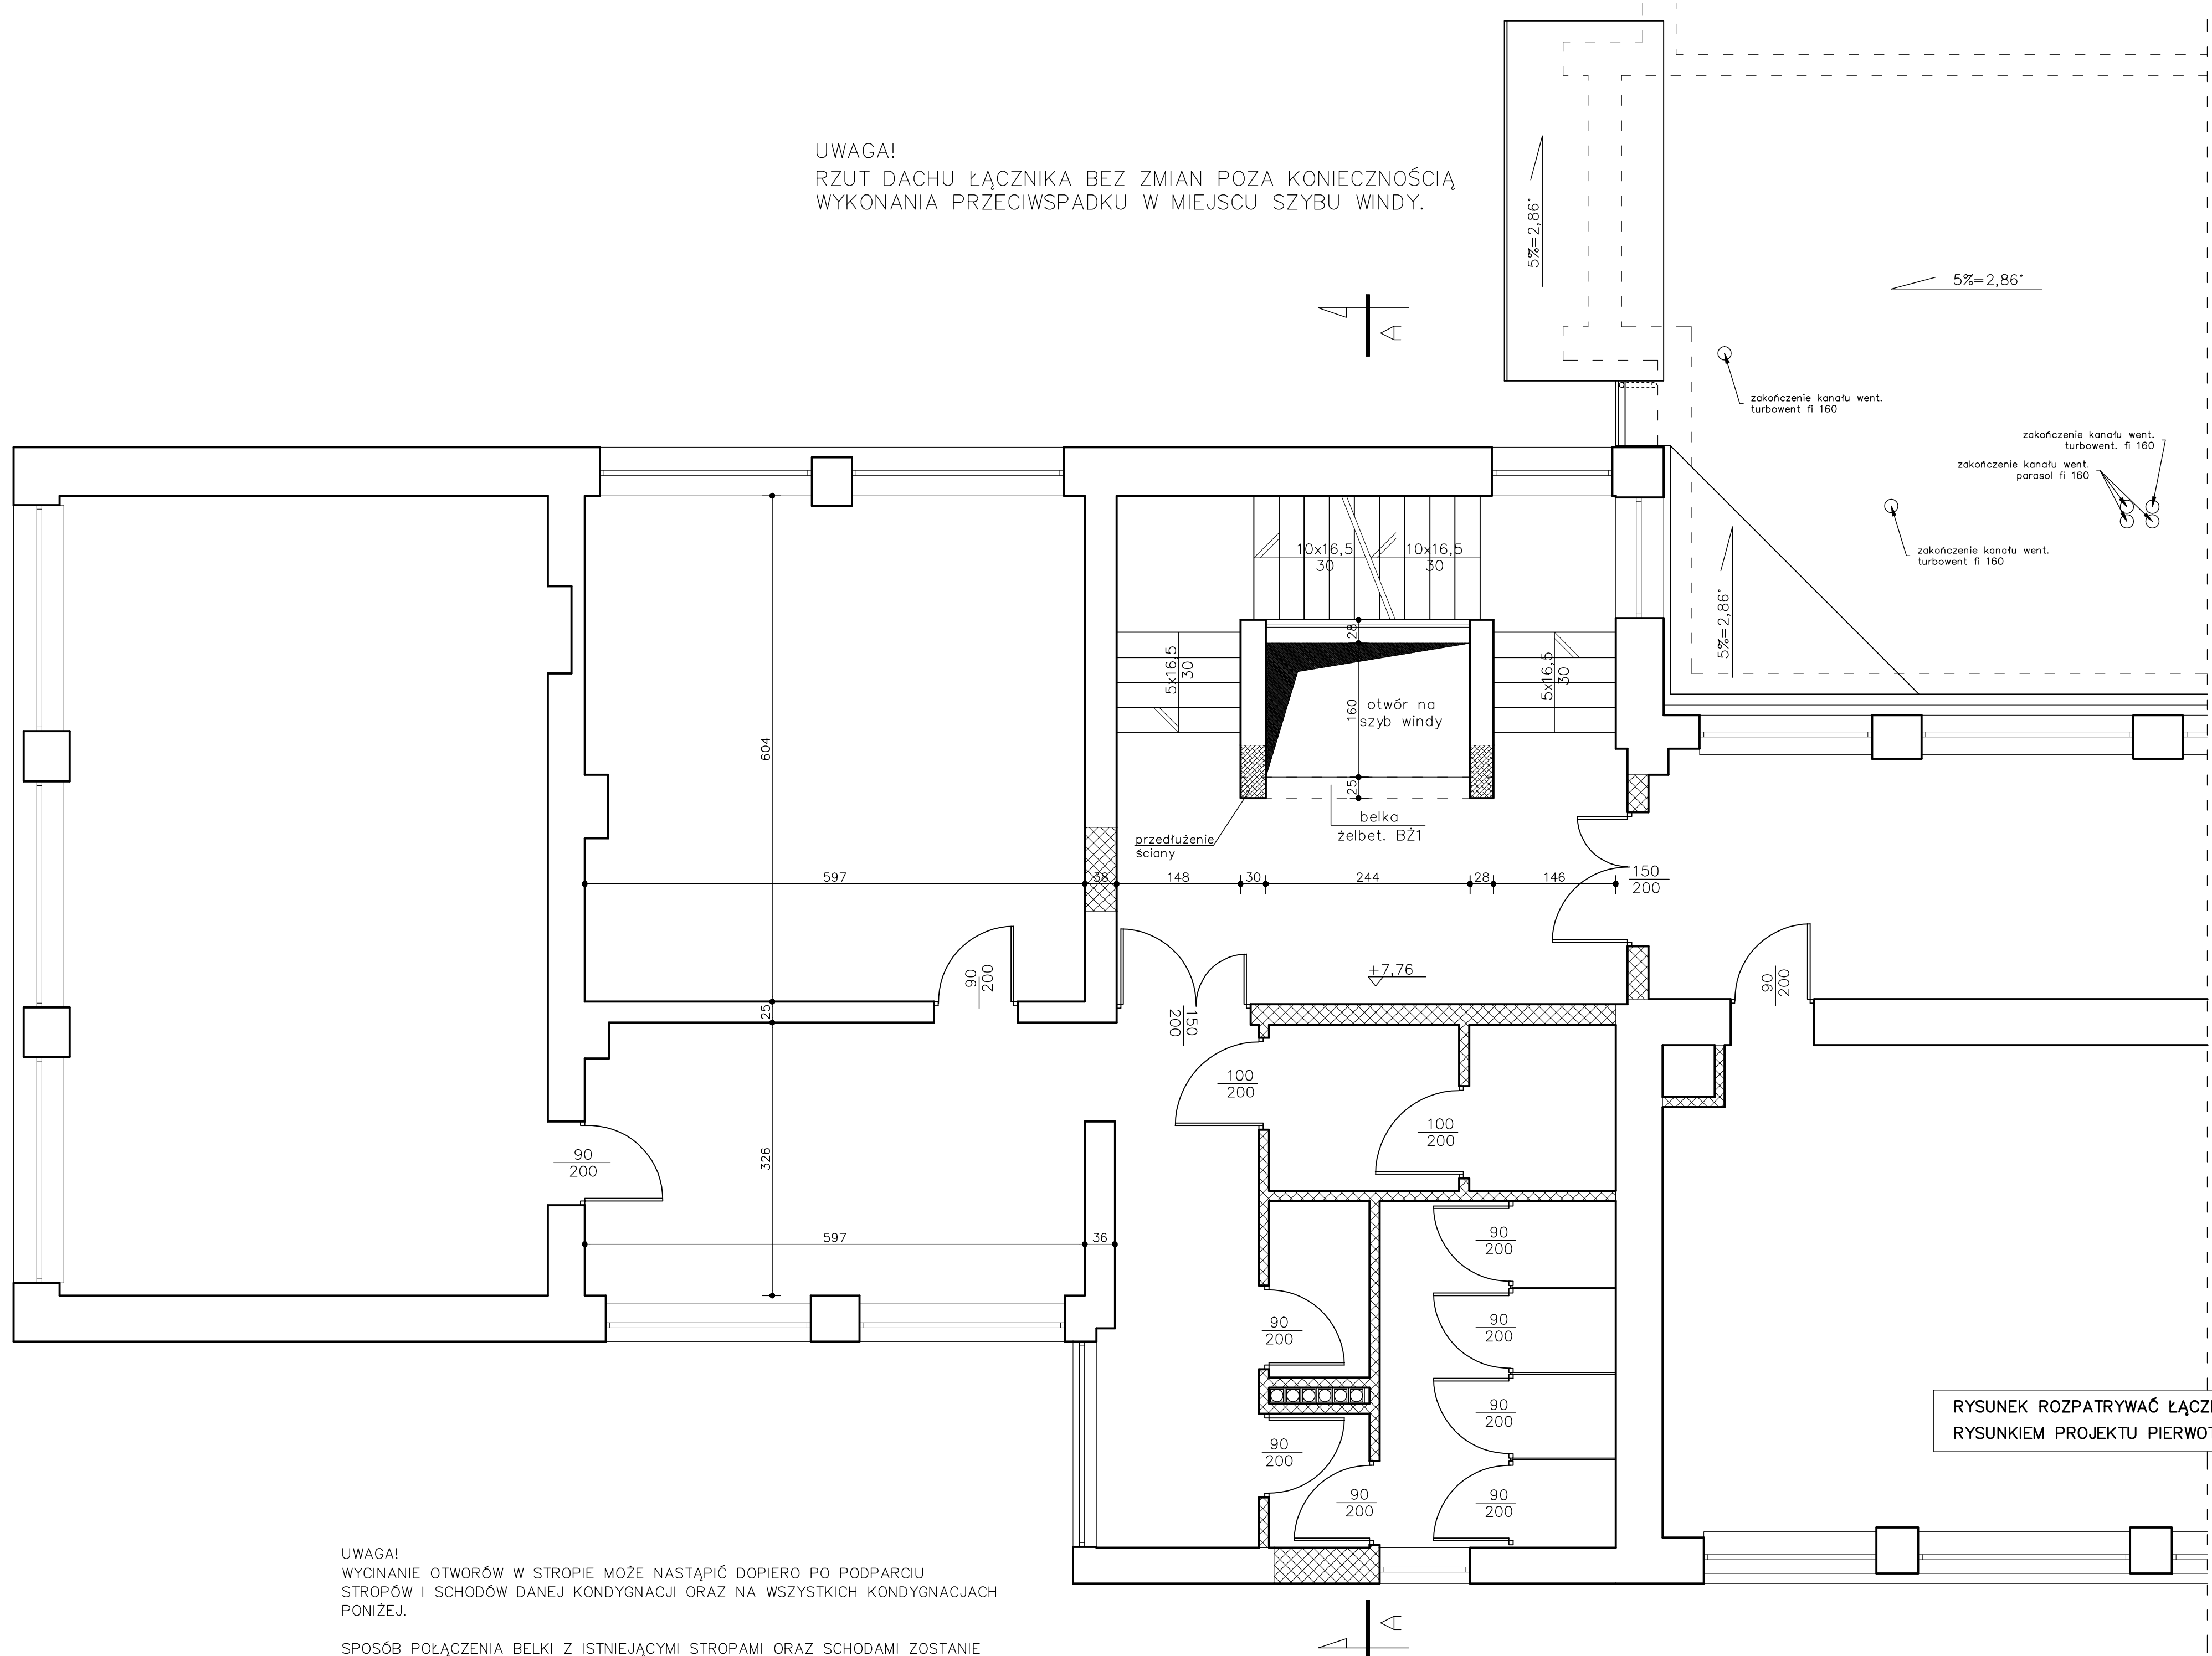 UWAGA!
RZUT DACHU ŁĄCZNIKA BEZ ZMIAN POZA KONIECZNOŚCIĄ
WYKONANIA PRZECIWSPADKU W MIEJSCU SZYBU WINDY.
5%=2,86°
5%=2,86°
A
zakończenie kanału went.
turbowent fi 160
zakończenie kanału went.
turbowent. fi 160
zakończenie kanału went.
parasol fi 160
zakończenie kanału went.
turbowent fi 160
5%=2,86°
10x16,5
30
10x16,5
30
5x16,5
30
5x16,5
30
28
160
25
otwór na
szyb windy
belka
żelbet. BŻ1
przedłużenie
ściany
604
597
38
148
30
244
28
146
150
200
+7,76
90
200
90
200
25
150
200
100
200
100
200
326
90
200
597
36
90
200
90
200
90
200
90
200
90
200
90
200
90
200
RYSUNEK ROZPATRYWAĆ
RYSUNKIEM PROJEKTU
UWAGA!
WYCINANIE OTWORÓW W STROPIE MOŻE NASTĄPIĆ DOPIERO PO PODPARCIU
STROPÓW I SCHODÓW DANEJ KONDYGNACJI ORAZ NA WSZYSTKICH KONDYGNACJACH
PONIŻEJ.
SPOSÓB POŁĄCZENIA BELKI Z ISTNIEJĄCYMI STROPAMI ORAZ SCHODAMI ZOSTANIE
A